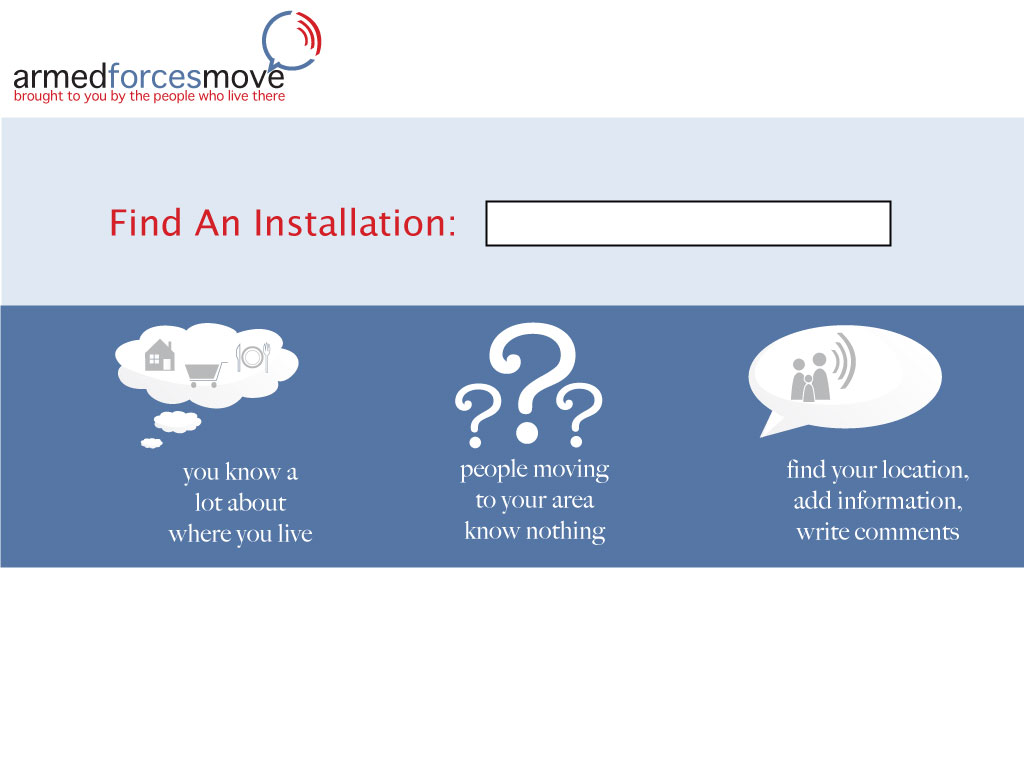 armedforcesmove
brought to you by the people who live there
Find An Installation:
you know a
lot about
where you live
? ? ?
people moving
to your area
know nothing
find your location,
add information,
write comments